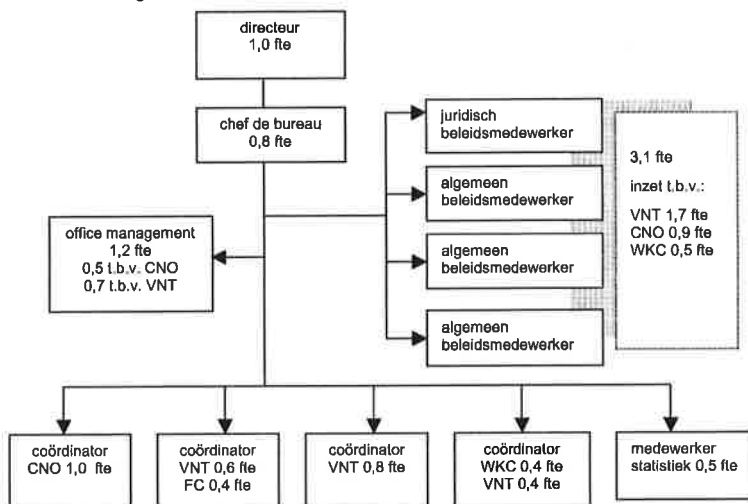 directeur
1,0 fte
chef de bureau
0,8 fte
juridisch
beleidsmedewerker
algemeen
beleidsmedewerker
algemeen
beleidsmedewerker
algemeen
beleidsmedewerker
3,1 fte
inzet t.b.v.:
VNT 1,7 fte
CNO 0,9 fte
WKC 0,5 fte
office management
1,2 fte
0,5 t.b.v. CNO
0,7 t.b.v. VNT
coördinator
CNO 1,0 fte
coördinator
VNT 0,6 fte
FC 0,4 fte
coördinator
VNT 0,8 fte
coördinator
WKC 0,4 fte
VNT 0,4 fte
medewerker
statistiek 0,5 fte